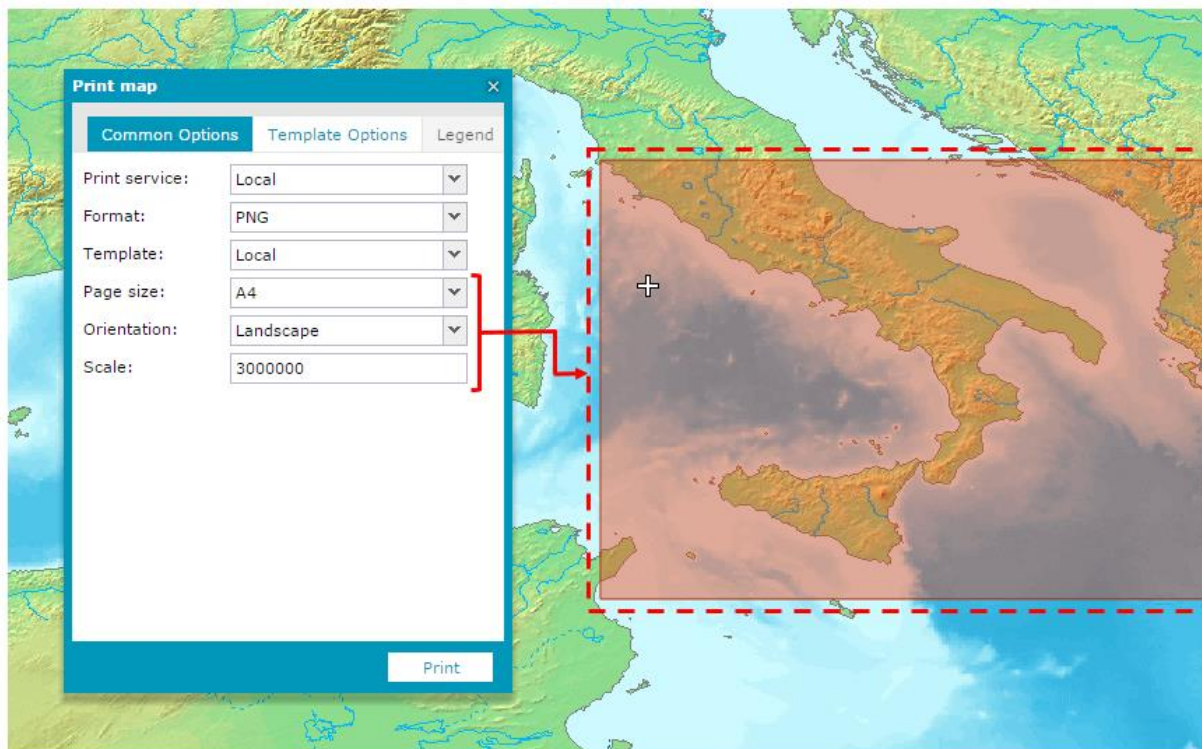 Print map
Common Options Template Options Legend
Print service: Local
Format: PNG
Template: Local
Page size: A4
Orientation: Landscape
Scale: 3000000
Print